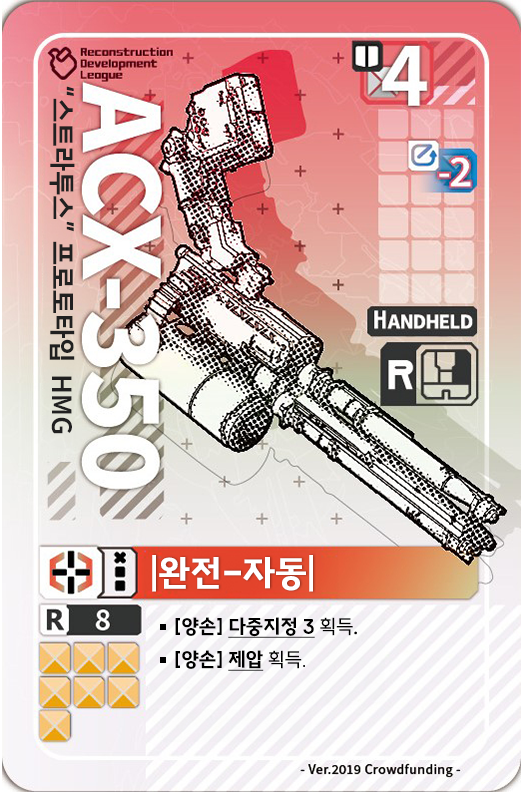 Reconstruction
Development
League
4
ACX-350
"스트라투스" 프로토타입 HMG
-2
HANDHELD
R
|완전-자동|
R 8
▪ [양손] 다중지정 3 획득.
▪ [양손] 제압 획득.
- Ver.2019 Crowdfunding -